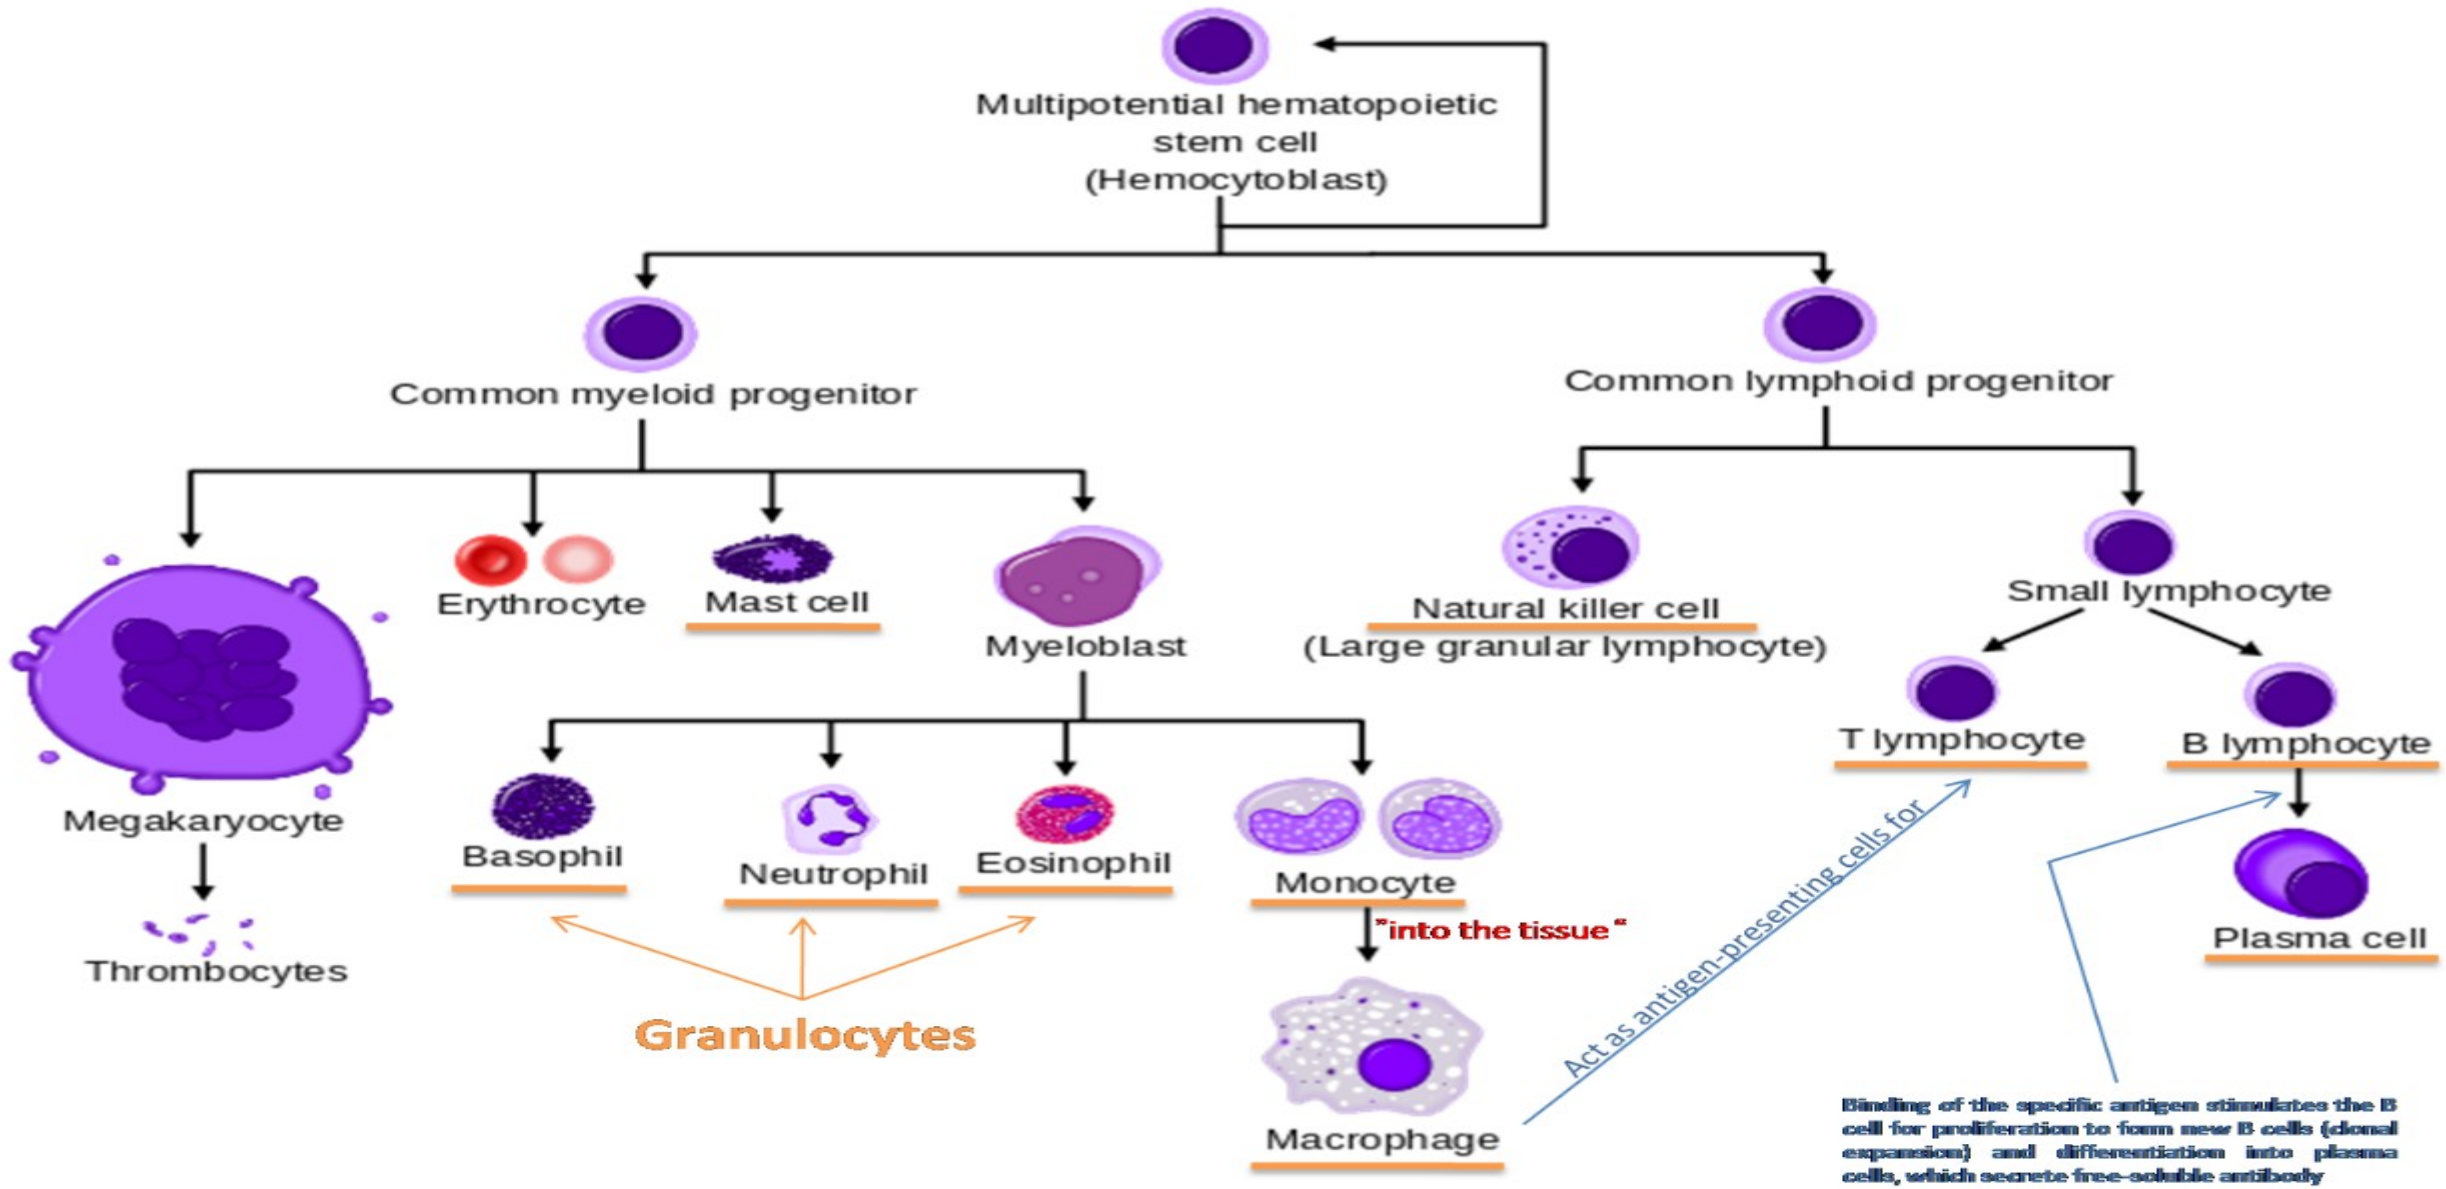 Multipotential hematopoietic
stem cell
(Hemocytoblast)
Common myeloid progenitor
Common lymphoid progenitor
Erythrocyte
Mast cell
Myeloblast
Natural killer cell
(Large granular lymphocyte)
Small lymphocyte
T lymphocyte
B lymphocyte
Megakaryocyte
Basophil
Neutrophil
Eosinophil
Monocyte
"into the tissue"
Plasma cell
Thrombocytes
Granulocytes
Act as antigen-presenting cells for
Macrophage
Binding of the specific antigen stimulates the B
cell for proliferation to form new B cells (clonal
expansion) and differentiation into plasma
cells, which secrete free-soluble antibody